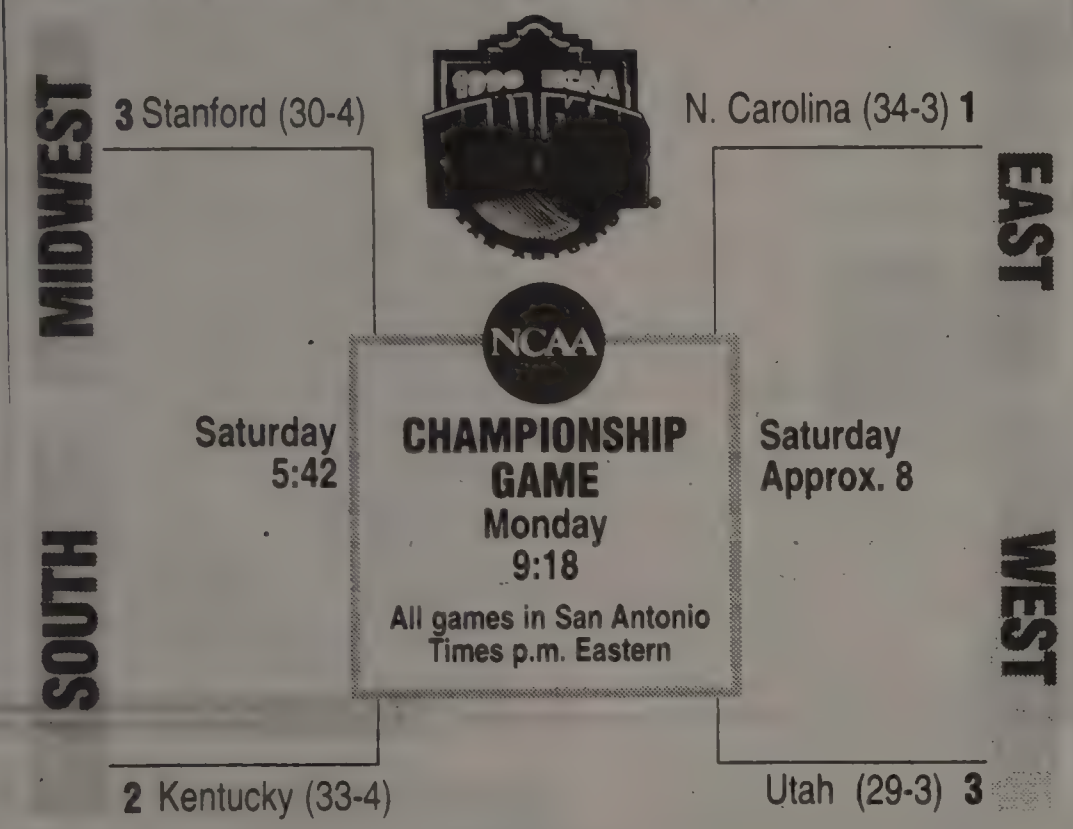 MIDWEST
3 Stanford (30-4)
NCAA
N. Carolina (34-3) 1
EAST
NCAA
Saturday
5:42
CHAMPIONSHIP
GAME
Monday
9:18
All games in San Antonio
Times p.m. Eastern
Saturday
Approx. 8
SOUTH
2 Kentucky (33-4)
WEST
Utah (29-3) 3